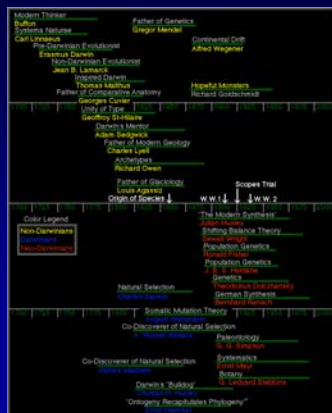 Modern Thinker
Buffon
Systema Naturae
Carl Linnaeus
Pre-Darwinian Evolutionist
Erasmus Darwin
Non-Darwinian Evolutionist
Jean B. Lamarck
Inspired Darwin
Thomas Malthus
Father of Comparative Anatomy
Georges Cuvier
Father of Genetics
Gregor Mendel
Continental Drift
Alfred Wegener
Hopeful Monsters
Richard Goldschmidt
Unity of Type
Geoffroy St-Hilaire
Darwin's Mentor
Adam Sedgwick
Father of Modern Geology
Charles Lyell
Archetypes
Richard Owen
Father of Glaciology
Louis Agassiz
Origin of Species
Scopes Trial
W.W.1
W.W. 2
Color Legend
Non-Darwinians
Darwinians
Neo-Darwinians
'The Modern Synthesis'
Julian Huxley
Shifting Balance Theory
Sewall Wright
Population Genetics
Ronald Fisher
Population Genetics
J. B. S. Haldane
Genetics
Theodosius Dobzhansky
German Synthesis
Bernhard Rensch
Natural Selection
Charles Darwin
Somatic Mutation Theory
August Weismann
Co-Discoverer of Natural Selection
Paleontology
G. G. Simpson
Systematics
Ernst Mayr
Co-Discoverer of Natural Selection
Botany
G. Ledyard Stebbins
Darwin's "Bulldog"
"Ontogeny Recapitulates Phylogeny"